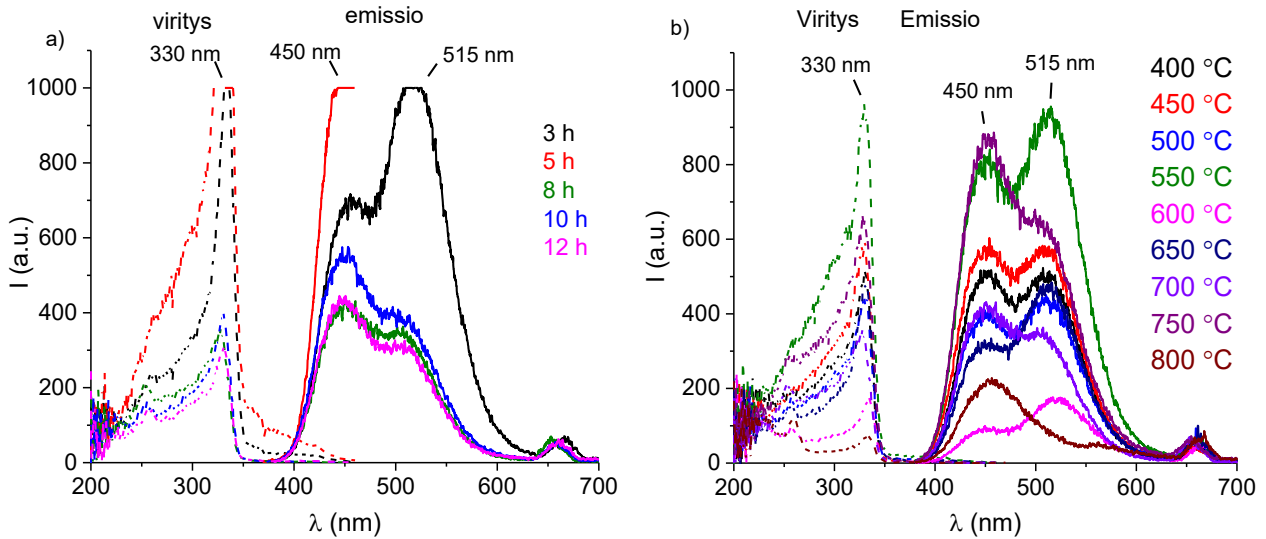 a)
viritys
emissio
330 nm
450 nm
515 nm
1000
800
600
400
200
0
I (a.u.)
3 h
5 h
8 h
10 h
12 h
200 300 400 500 600 700
λ (nm)
b)
Viritys
Emissio
330 nm
450 nm
515 nm
1000
800
600
400
200
0
I (a.u.)
400 °C
450 °C
500 °C
550 °C
600 °C
650 °C
700 °C
750 °C
800 °C
200 300 400 500 600 700
λ (nm)